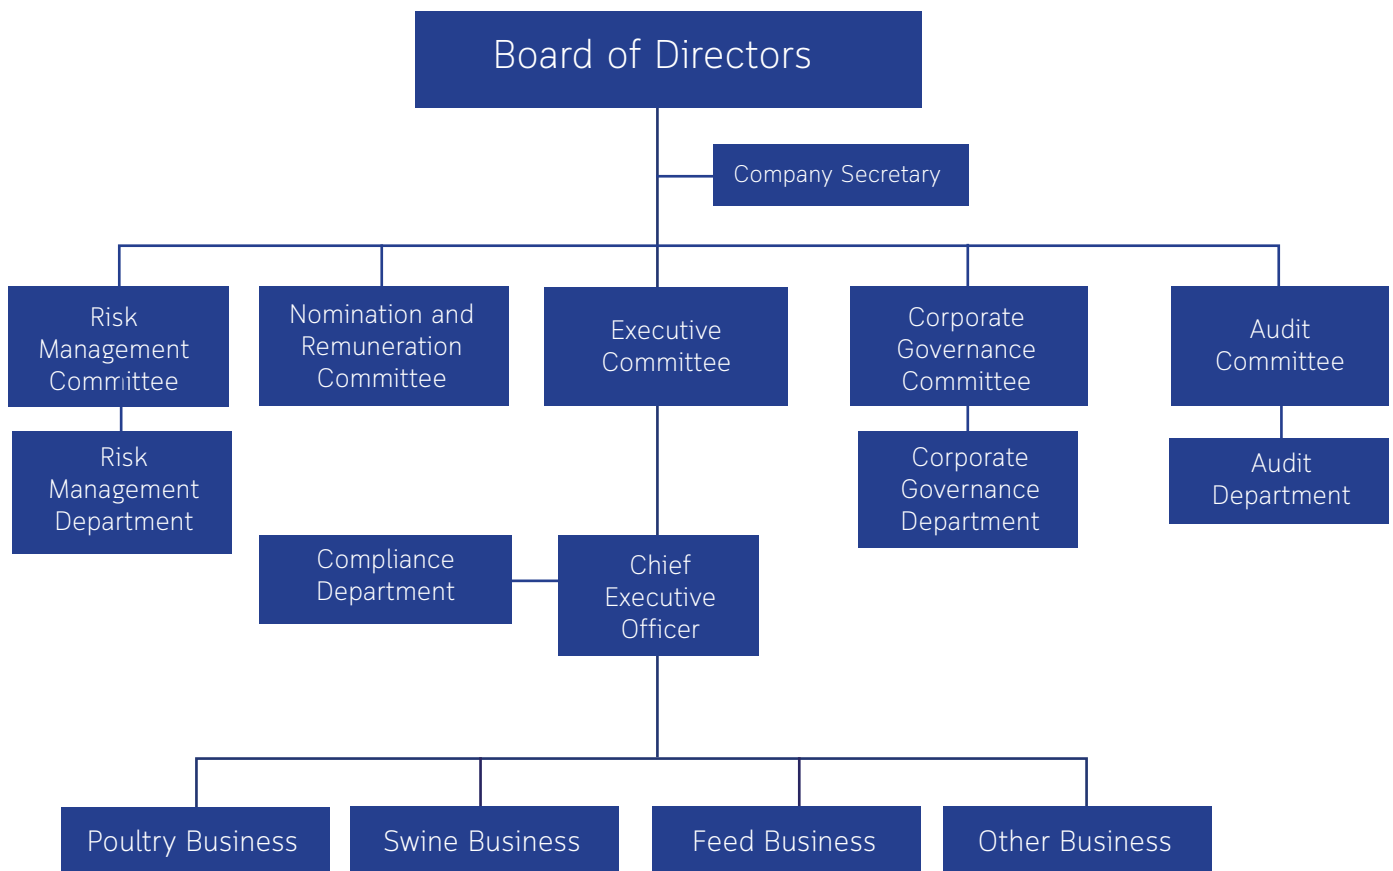 Board of Directors
Company Secretary
Risk
Management
Committee
Nomination and
Remuneration
Committee
Executive
Committee
Corporate
Governance
Committee
Audit
Committee
Risk
Management
Department
Corporate
Governance
Department
Audit
Department
Compliance
Department
Chief
Executive
Officer
Poultry Business
Swine Business
Feed Business
Other Business